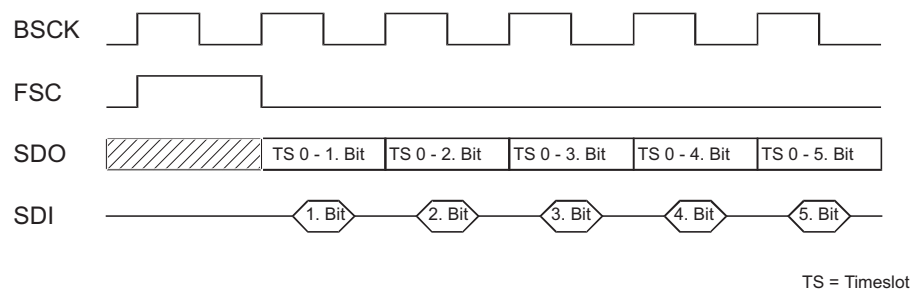 BSCK
FSC
SDO TS 0 - 1. Bit TS 0 - 2. Bit TS 0 - 3. Bit TS 0 - 4. Bit TS 0 - 5. Bit
SDI 1. Bit 2. Bit 3. Bit 4. Bit 5. Bit
TS = Timeslot